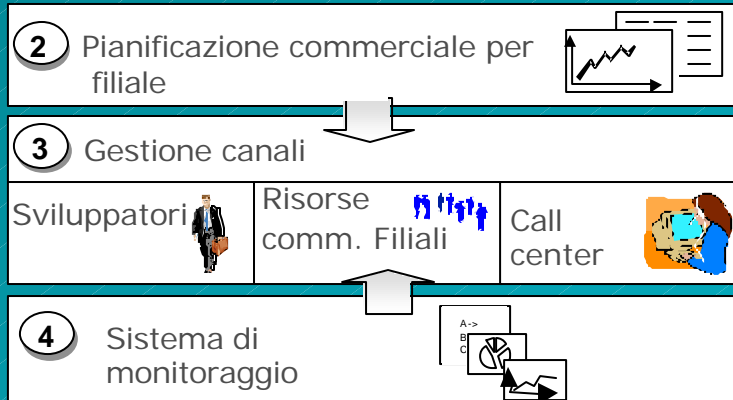 2 Pianificazione commerciale per
filiale
3 Gestione canali
Sviluppatori
Risorse
comm. Filiali
Call
center
4 Sistema di
monitoraggio
A->
B
C